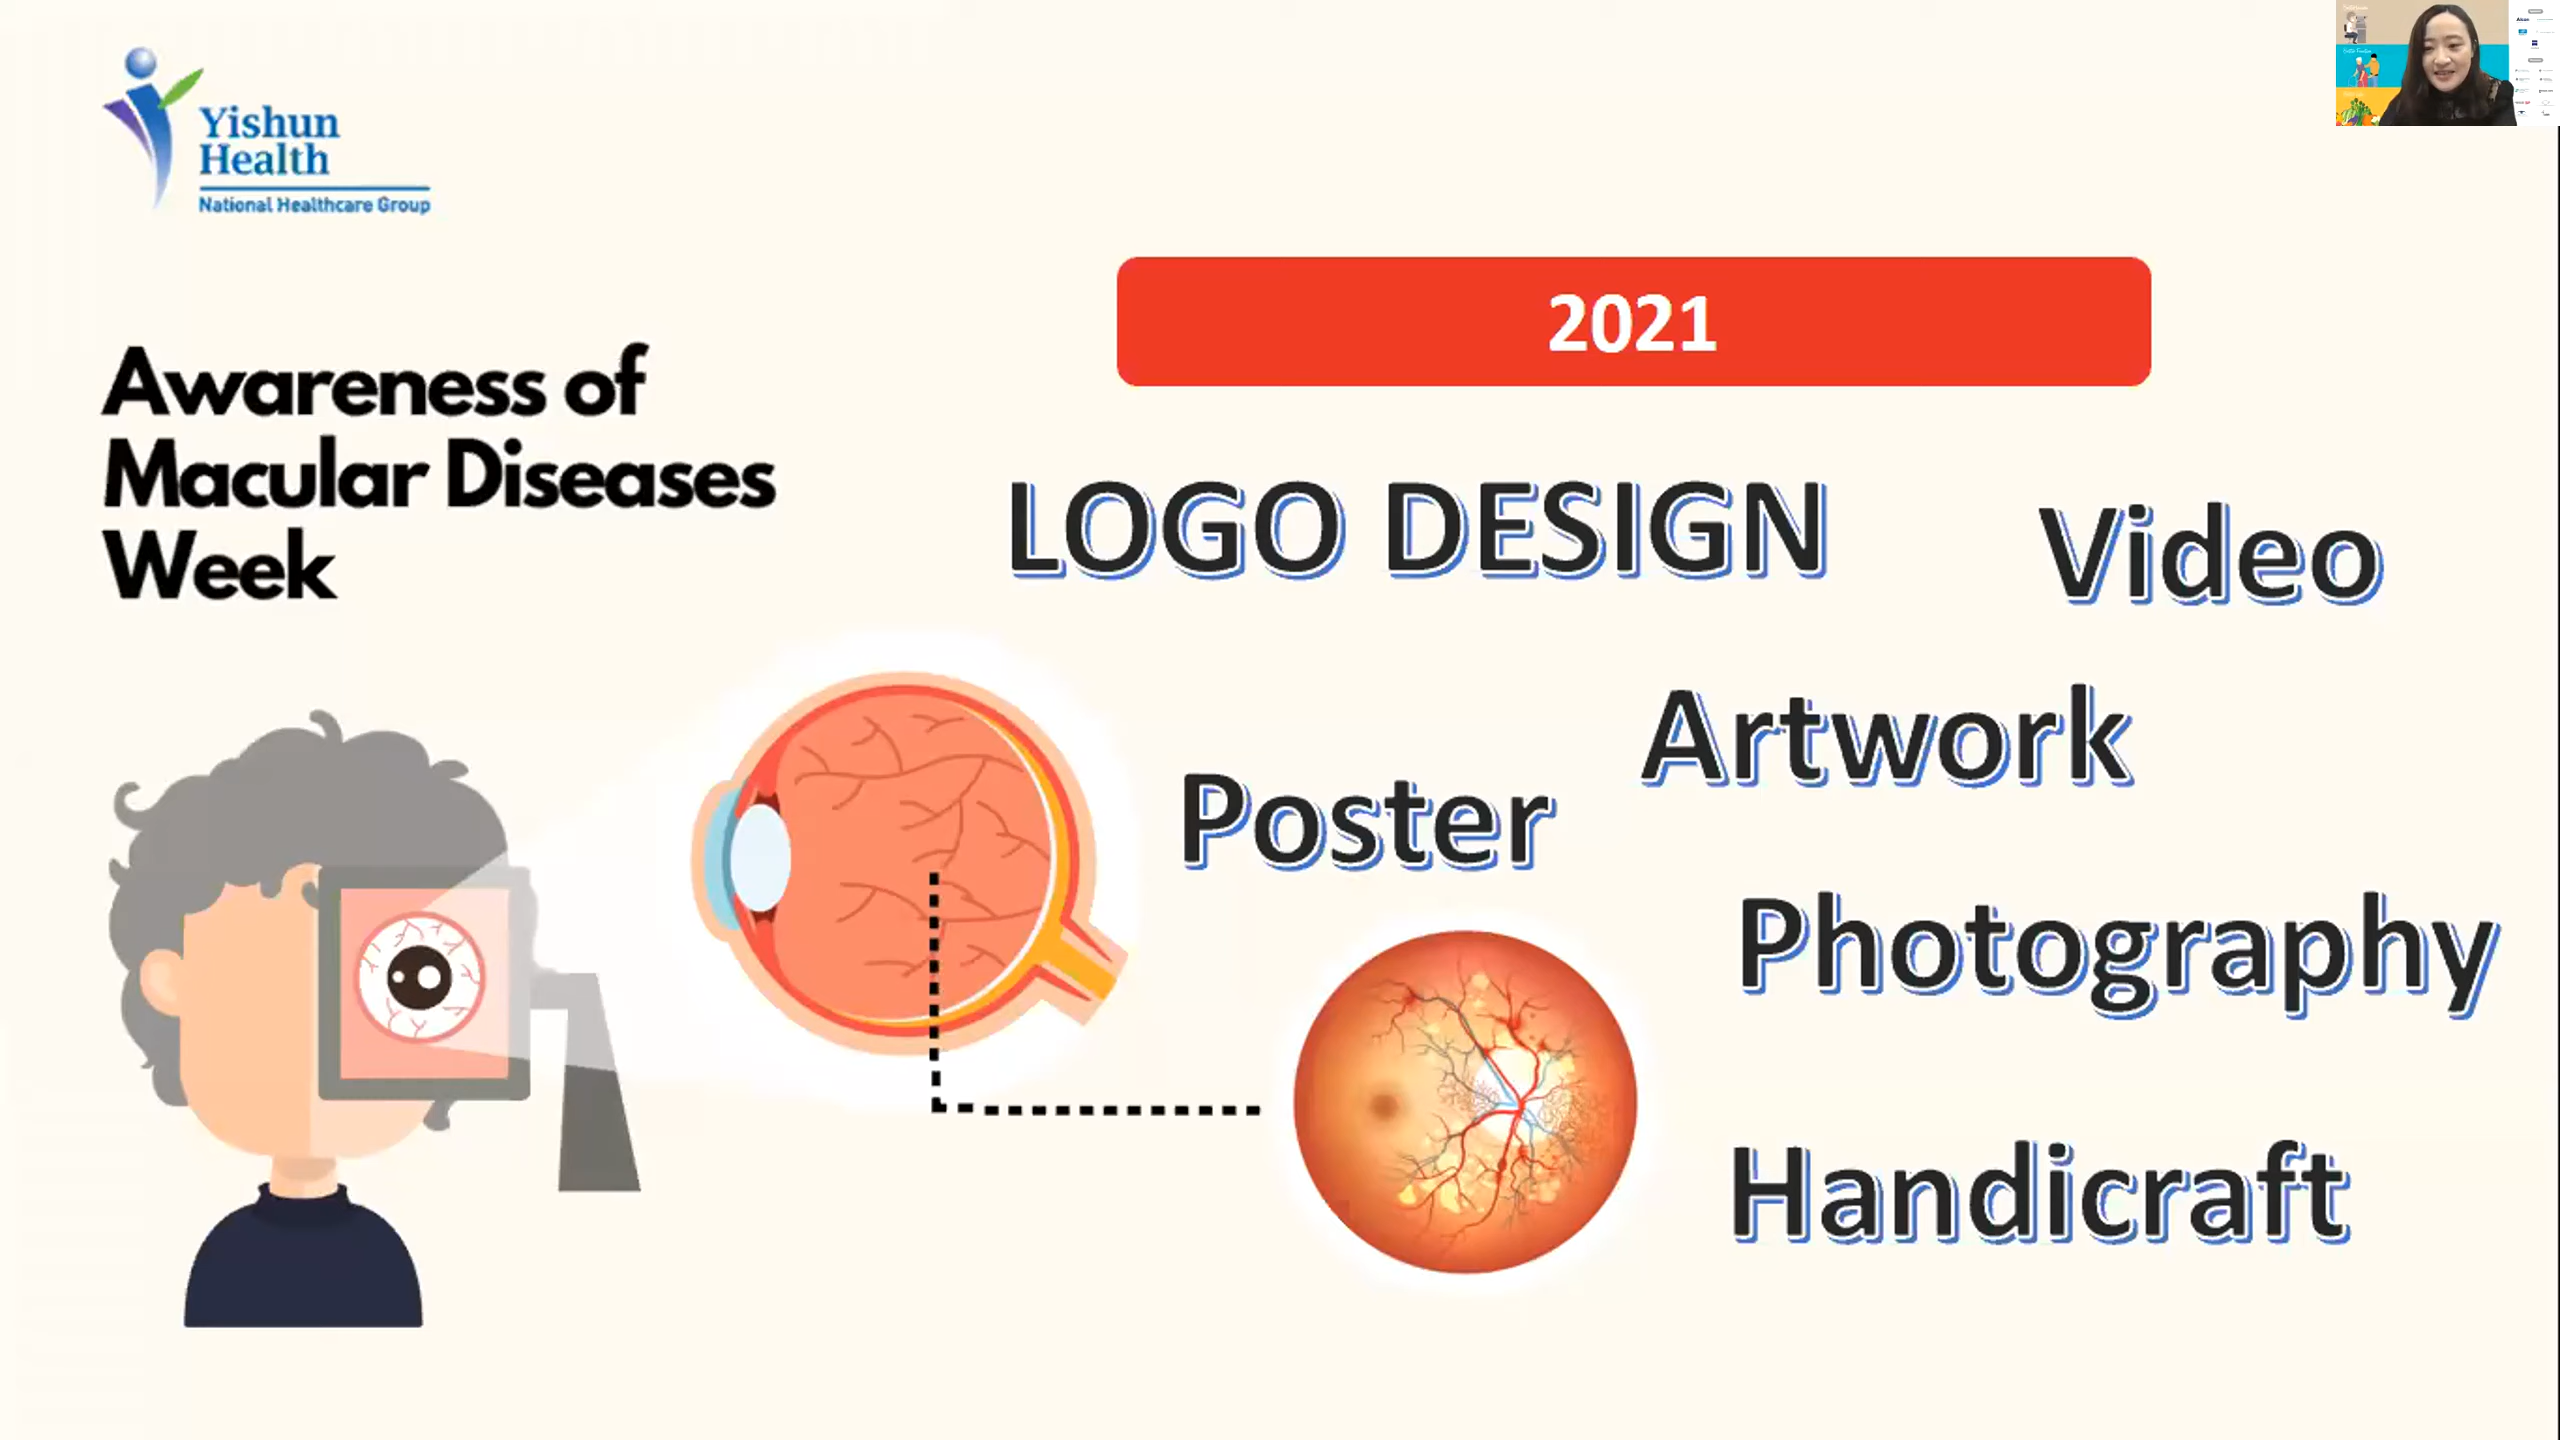 Yishun
Health
National Healthcare Group
2021
Awareness of
Macular Diseases
Week
LOGO DESIGN
Video
Artwork
Poster
Photography
Handicraft